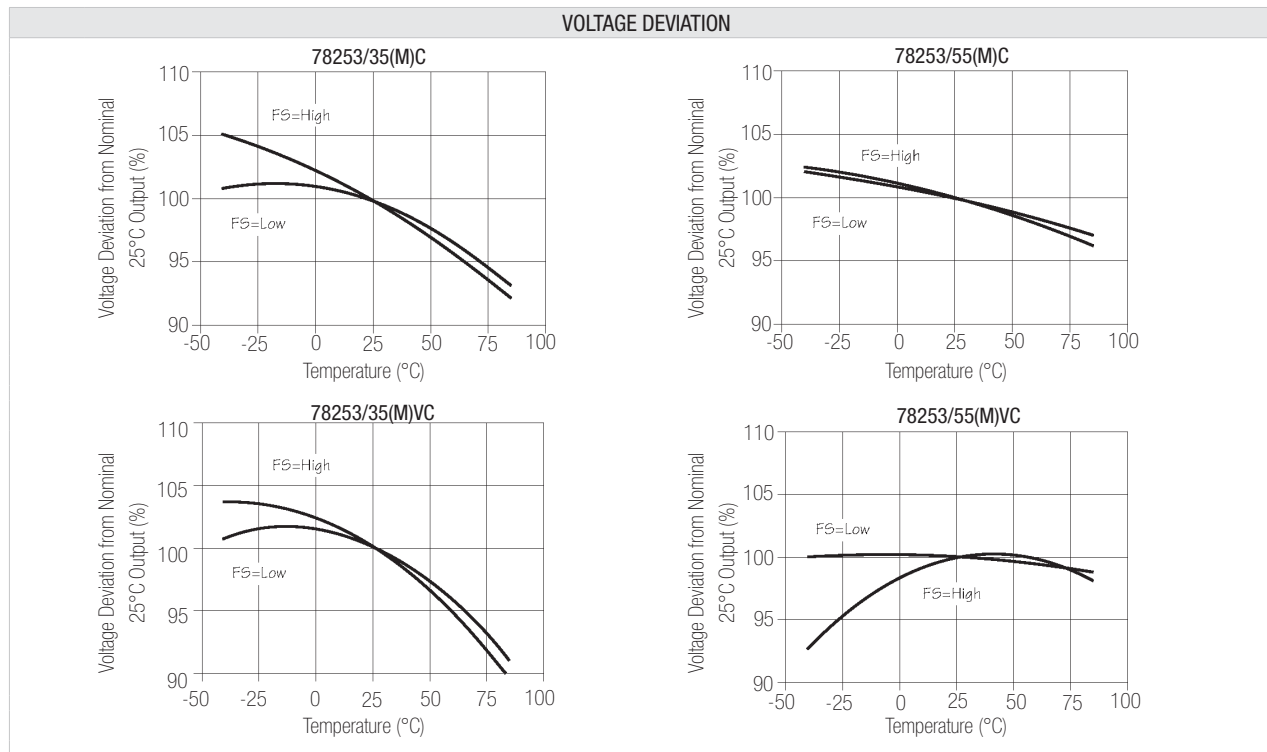 VOLTAGE DEVIATION
78253/35(M)C
Voltage Deviation from Nominal
25°C Output (%)
110
105
100
95
90
FS=High
FS=Low
-50 -25 0 25 50 75 100
Temperature (°C)
78253/55(M)C
Voltage Deviation from Nominal
25°C Output (%)
110
105
100
95
90
FS=High
FS=Low
-50 -25 0 25 50 75 100
Temperature (°C)
78253/35(M)VC
Voltage Deviation from Nominal
25°C Output (%)
110
105
100
95
90
FS=High
FS=Low
-50 -25 0 25 50 75 100
Temperature (°C)
78253/55(M)VC
Voltage Deviation from Nominal
25°C Output (%)
110
105
100
95
90
FS=Low
FS=High
-50 -25 0 25 50 75 100
Temperature (°C)